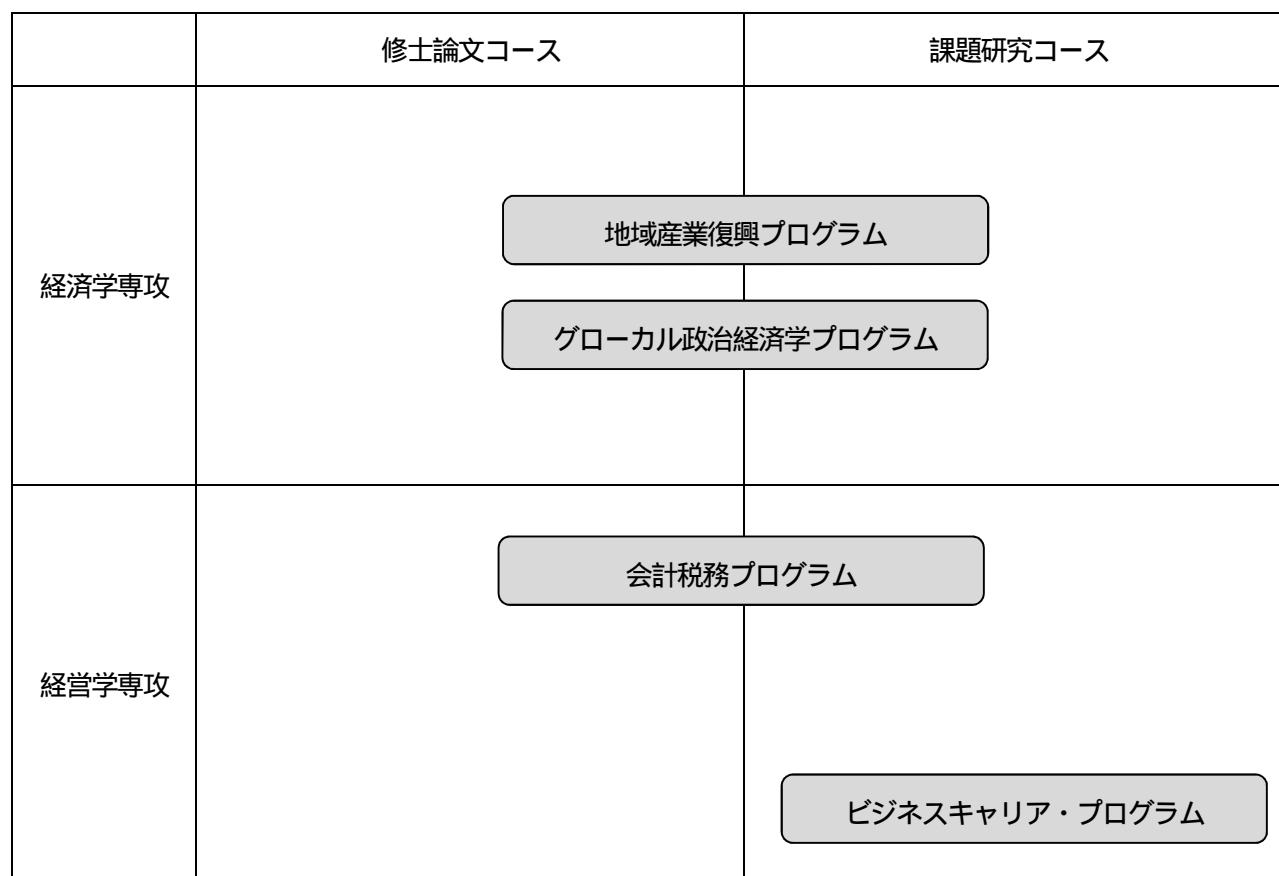 修士論文コース
課題研究コース
経済学専攻
地域産業復興プログラム
グローカル政治経済学プログラム
経営学専攻
会計税務プログラム
ビジネスキャリア・プログラム